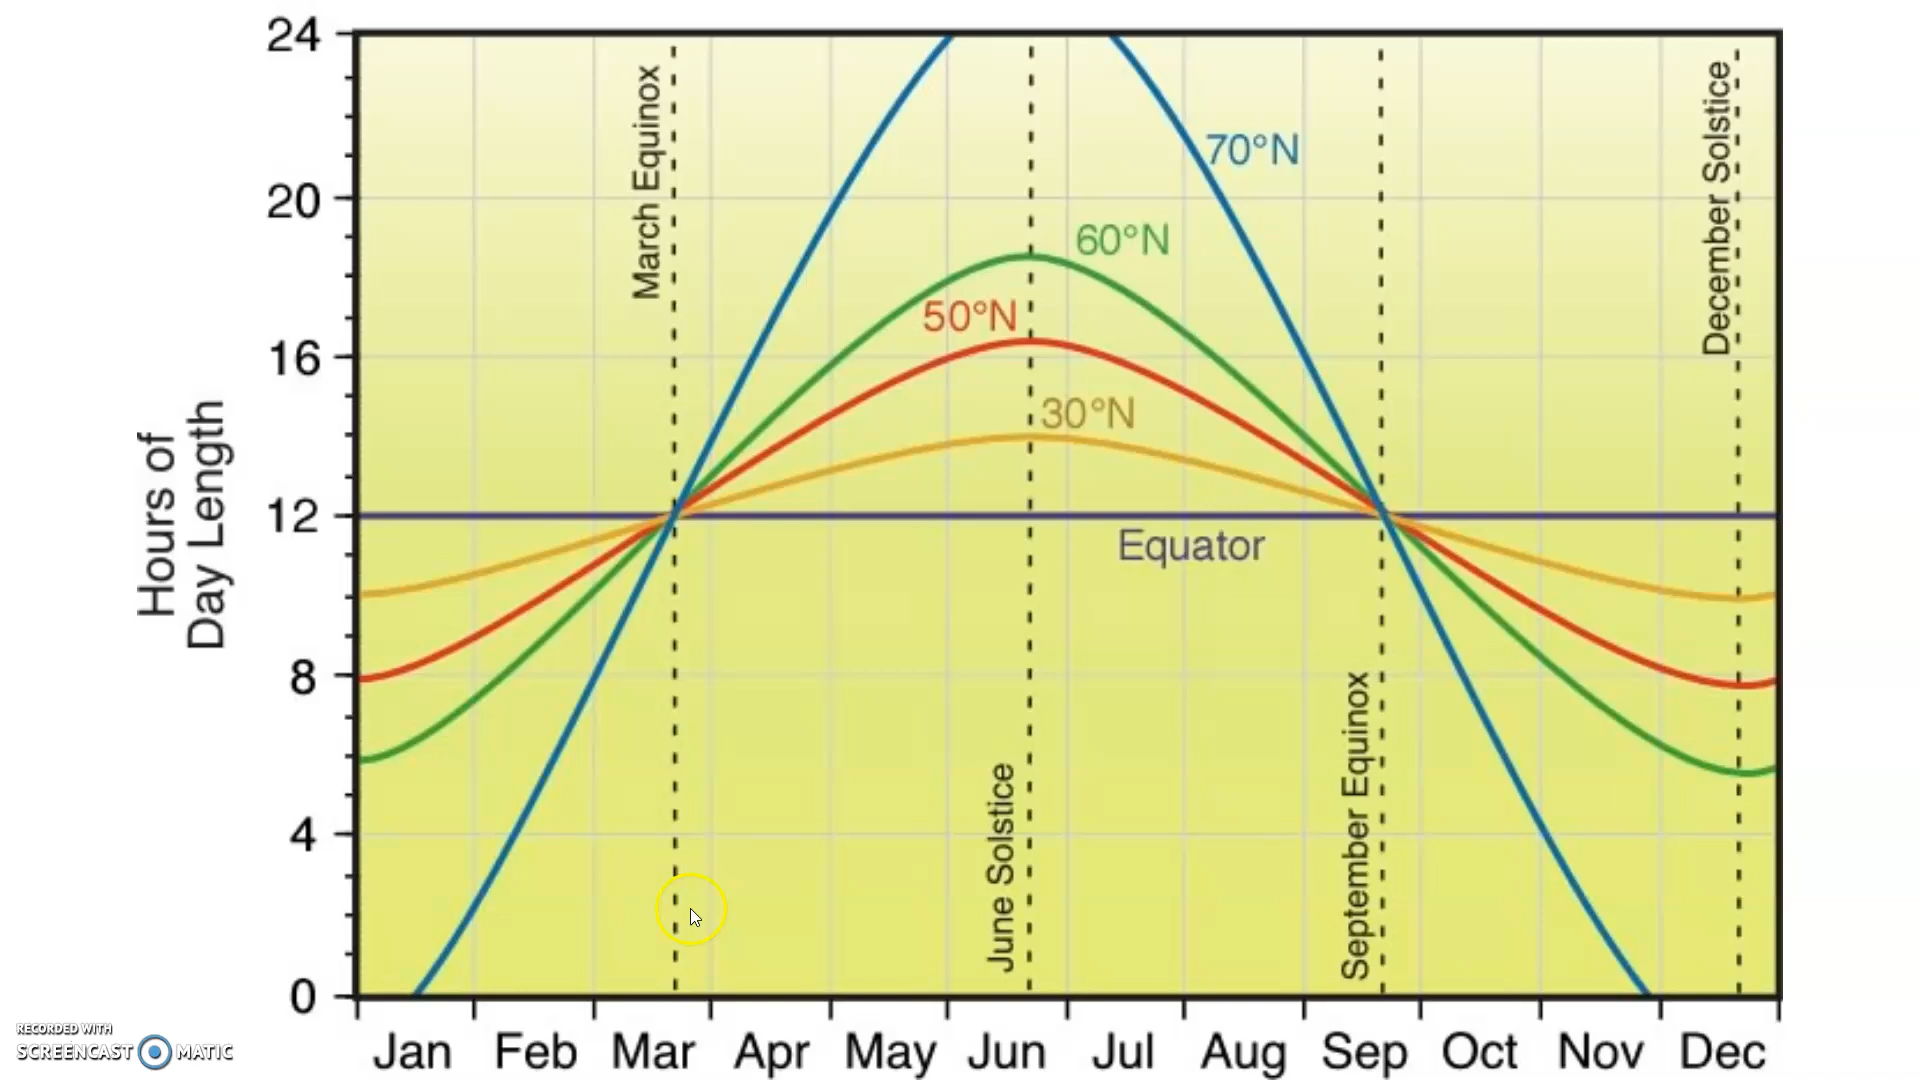 24
20
16
12
8
4
0
Hours of
Day Length
March Equinox
June Solstice
September Equinox
December Solstice
70°N
60°N
50°N
30°N
Equator
Jan Feb Mar Apr May Jun Jul Aug Sep Oct Nov Dec
RECORDED WITH
SCREENCAST MATIC